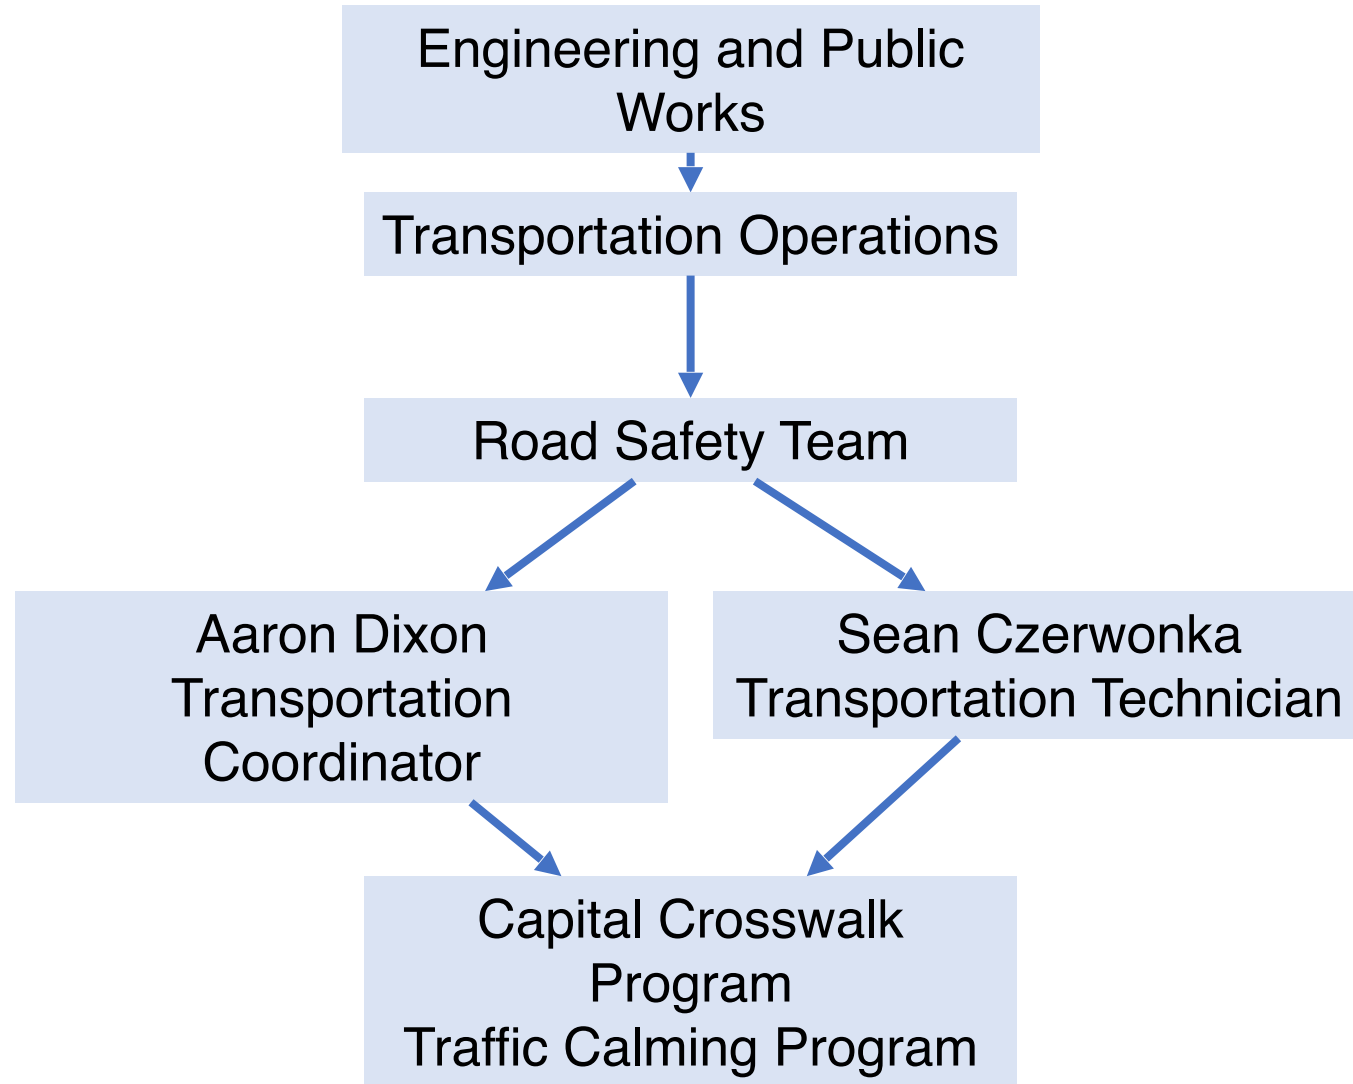 Engineering and Public
Works
Transportation Operations
Road Safety Team
Aaron Dixon
Transportation
Coordinator
Sean Czerwonka
Transportation Technician
Capital Crosswalk
Program
Traffic Calming Program